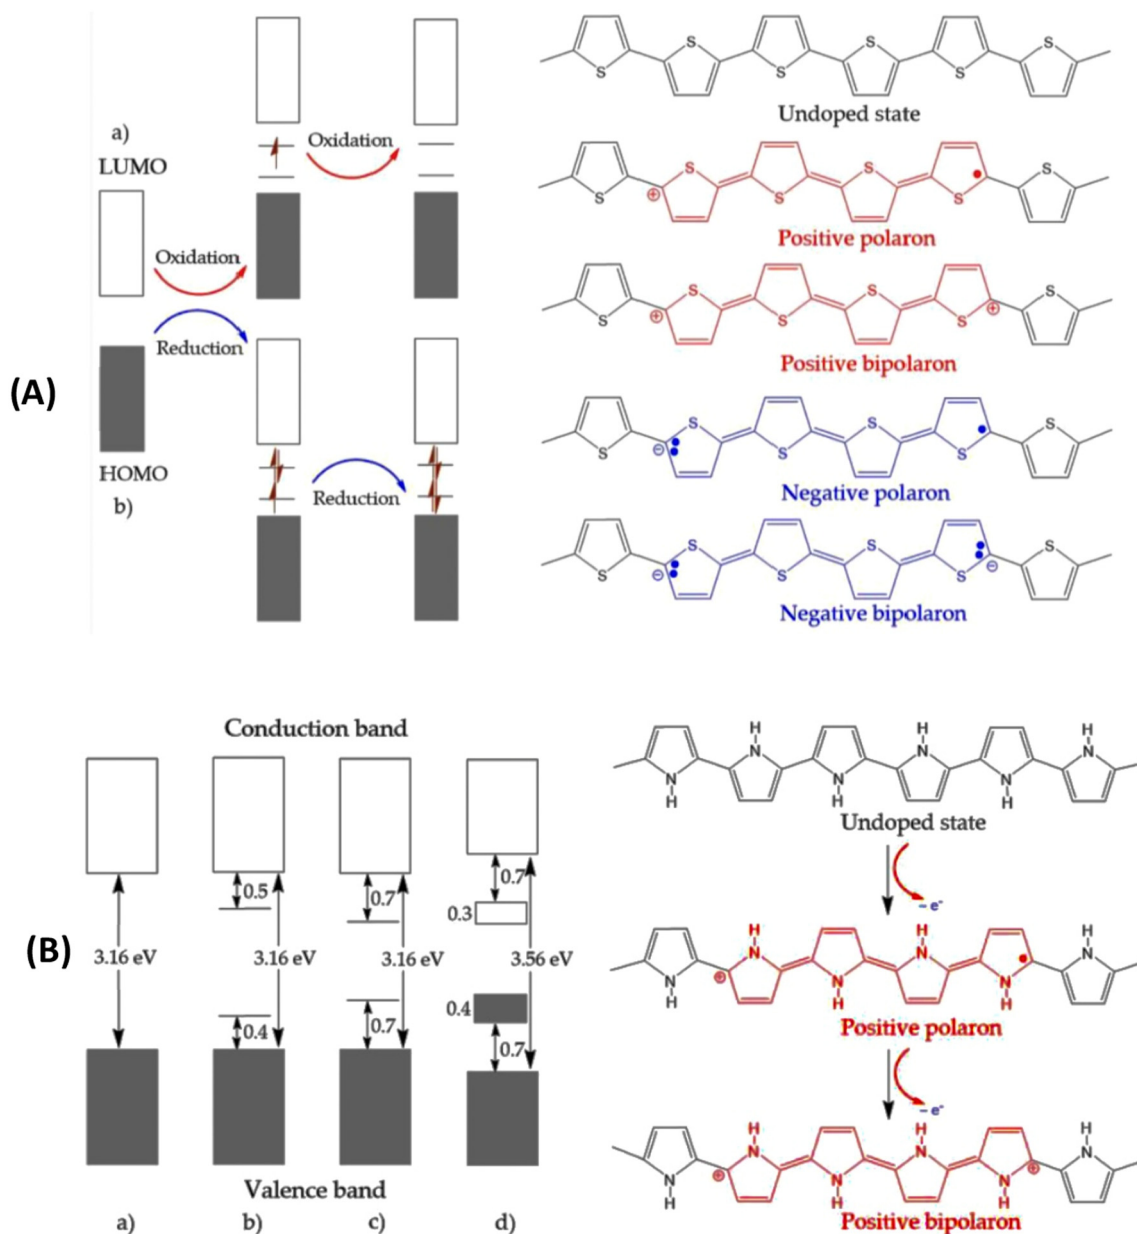 (A)
a)
LUMO
Oxidation
Oxidation
Reduction
HOMO
b)
Reduction
S S S S S S
Undoped state
S S S S S S
⊕ •
Positive polaron
S S S S S S
⊕ ⊕
Positive bipolaron
S S S S S S
⊖ •
Negative polaron
S S S S S S
⊖ ⊖
Negative bipolaron
(B)
Conduction band
0.5
0.7
0.7
0.3
3.16 eV
3.16 eV
3.16 eV
3.56 eV
0.4
0.4
0.7
0.7
Valence band
a)
b)
c)
d)
H H H
N N N N N N
H H H
Undoped state
- e-
H H H
N N N N N N
⊕ •
H H H
Positive polaron
- e-
H H H
N N N N N N
⊕ ⊕
H H H
Positive bipolaron